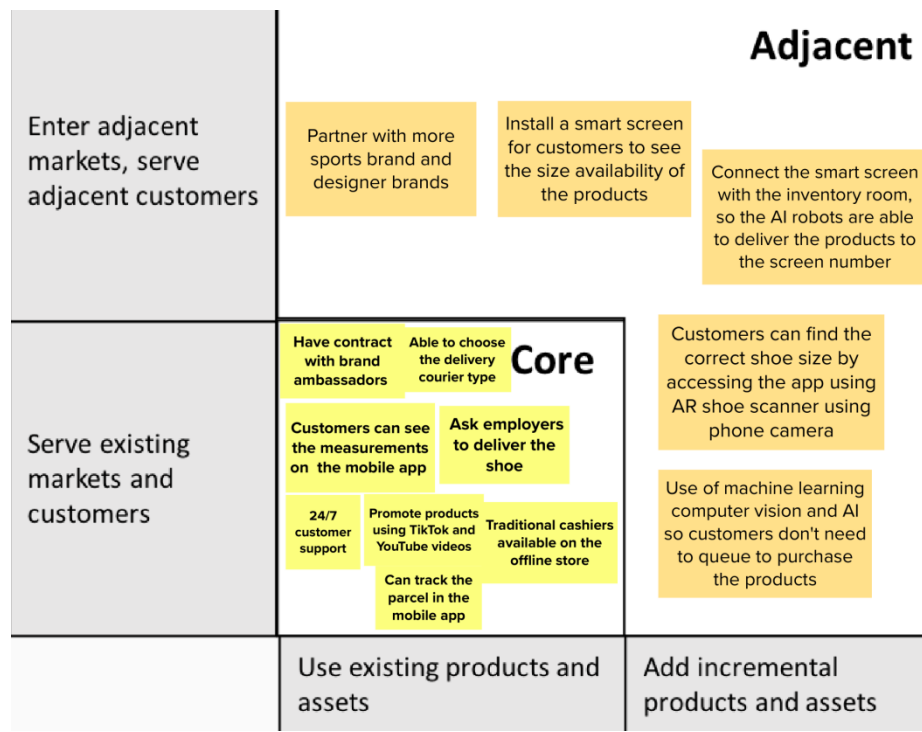 Adjacent
Enter adjacent
markets, serve
adjacent customers
Partner with more
sports brand and
designer brands
Install a smart screen
for customers to see
the size availability of
the products
Connect the smart screen
with the inventory room,
so the AI robots are able
to deliver the products to
the screen number
Serve existing
markets and
customers
Core
Have contract
with brand
ambassadors
Able to choose
the delivery
courier type
Customers can see
the measurements
on the mobile app
Ask employers
to deliver the
shoe
24/7
customer
support
Promote products
using TikTok and
YouTube videos
Traditional cashiers
available on the
offline store
Can track the
parcel in the
mobile app
Customers can find the
correct shoe size by
accessing the app using
AR shoe scanner using
phone camera
Use of machine learning
computer vision and AI
so customers don't need
to queue to purchase
the products
Use existing products and
assets
Add incremental
products and assets